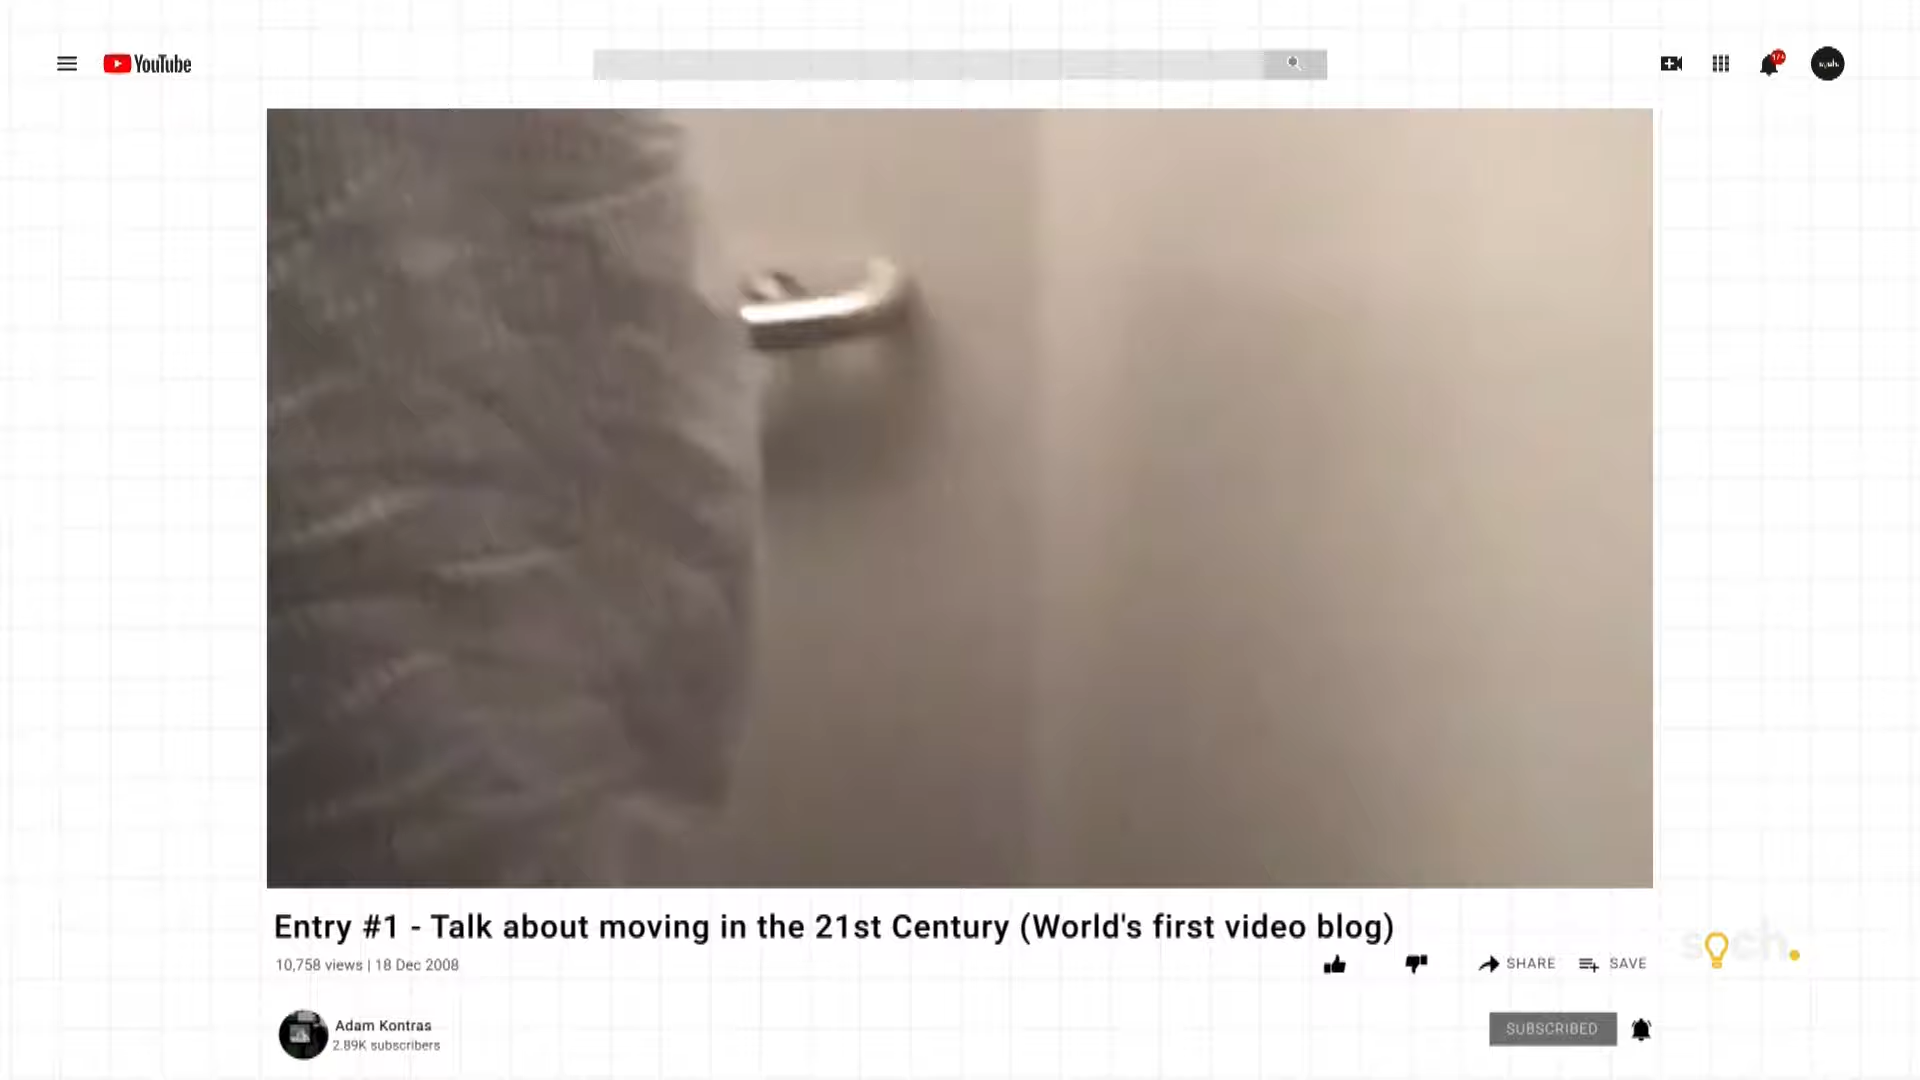 YouTube
Entry #1 - Talk about moving in the 21st Century (World's first video blog)
10,758 views | 18 Dec 2008
SHARE
SAVE
soch.
Adam Kontras
2.89K subscribers
SUBSCRIBED